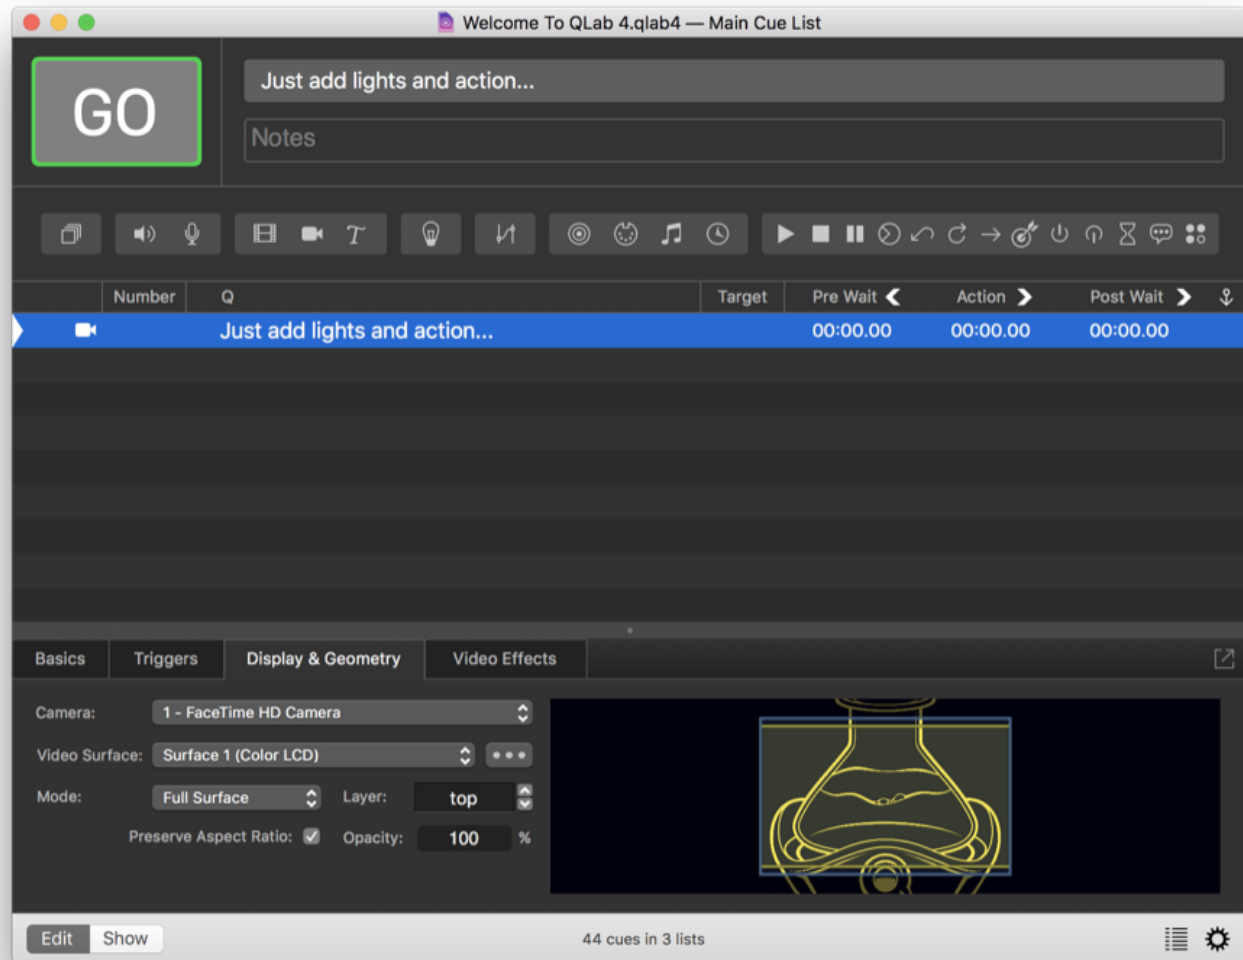 Welcome To QLab 4.qlab4 — Main Cue List
GO
Just add lights and action...
Notes
Number Q Target Pre Wait Action Post Wait
Just add lights and action... 00:00.00 00:00.00 00:00.00
Basics Triggers Display & Geometry Video Effects
Camera: 1 - FaceTime HD Camera
Video Surface: Surface 1 (Color LCD)
Mode: Full Surface Layer: top
Preserve Aspect Ratio: Opacity: 100 %
Edit Show 44 cues in 3 lists